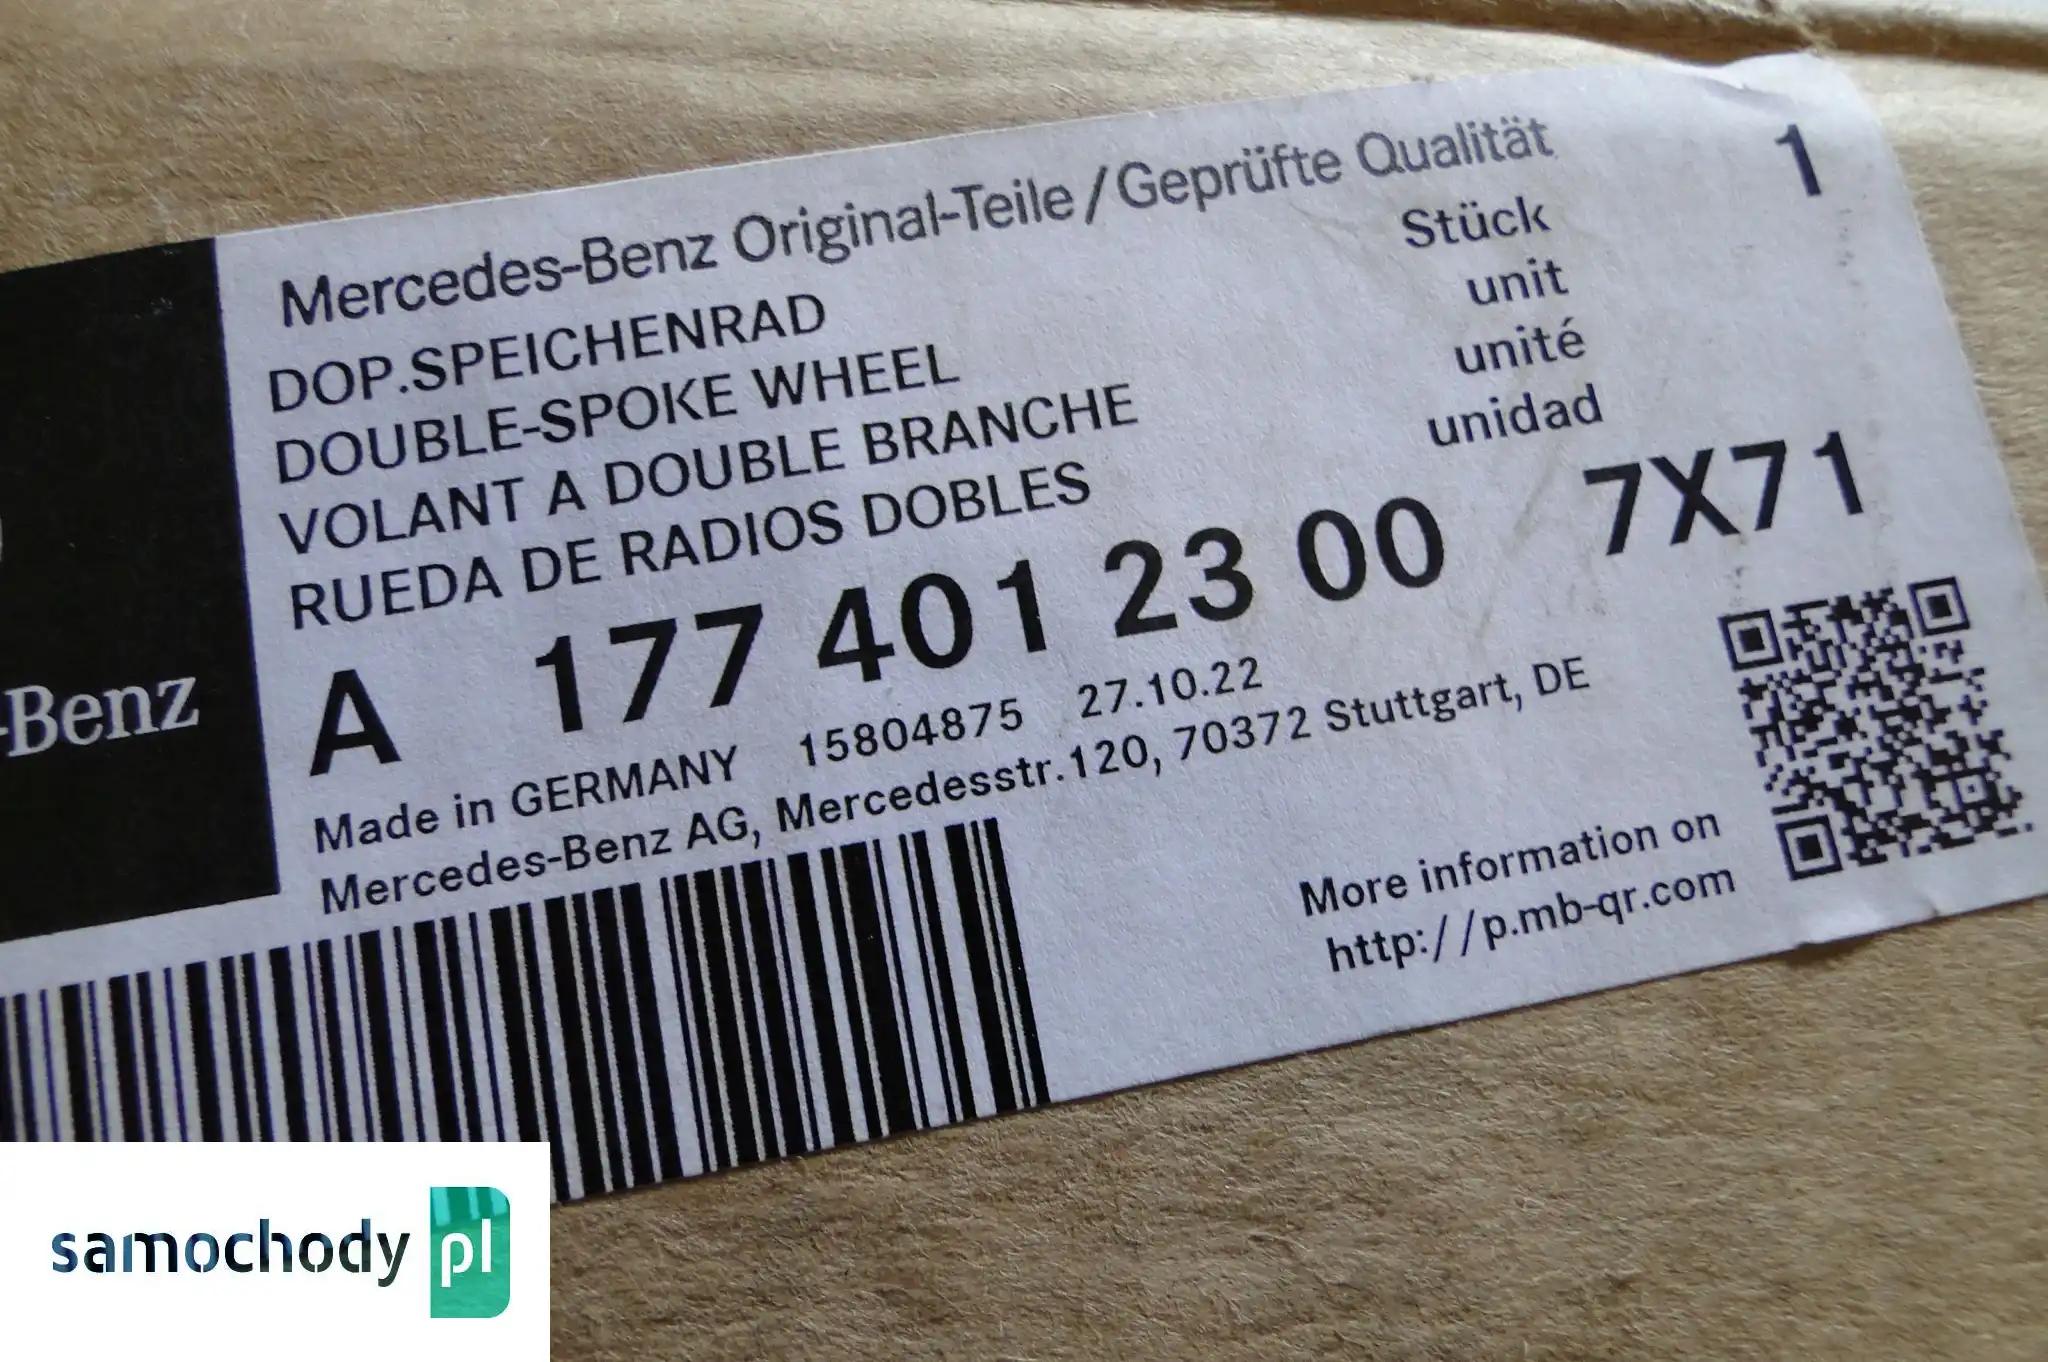 Mercedes-Benz Original-Teile/Geprüfte Qualität
DOP.SPEICHENRAD
DOUBLE-SPOKE WHEEL
VOLANT A DOUBLE BRANCHE
RUEDA DE RADIOS DOBLES
Stück 1
unit
unité
unidad
A 177 401 23 00 7X71
Made in GERMANY 15804875 27.10.22
Mercedes-Benz AG, Mercedesstr.120, 70372 Stuttgart, DE
More information on
http://p.mb-qr.com
-Benz
samochody pl